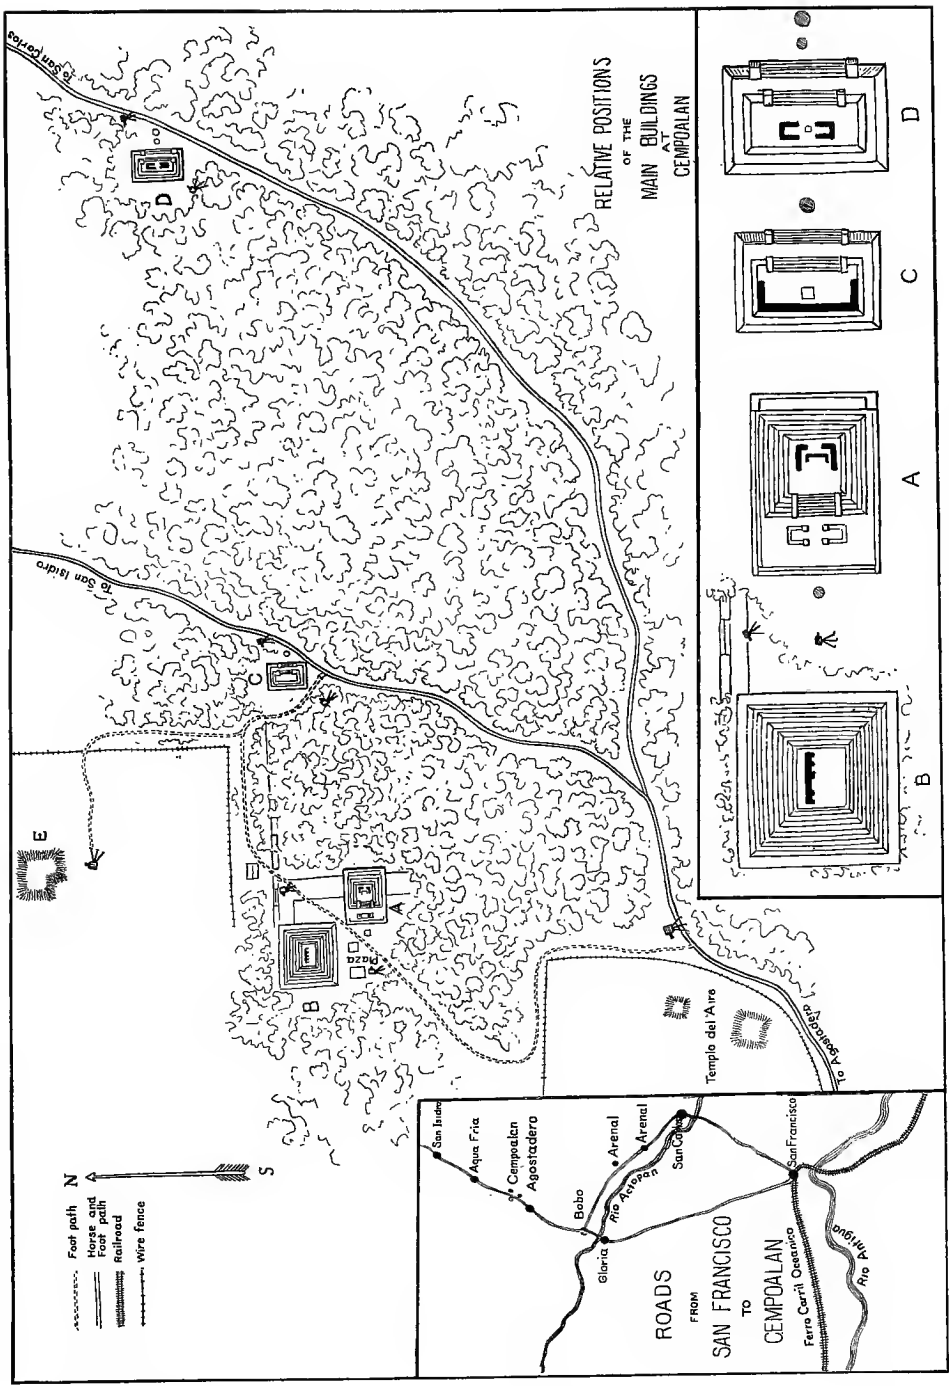 RELATIVE POSITIONS
OF THE
MAIN BUILDINGS
AT
CEMPOALAN
To San Carlos
To San Isidro
To Agostadero
A
B
C
D
E
Plaza
Templo del Aire
N
S
Foot path
Horse and
Foot path
Railroad
Wire fence
B
A
C
D
ROADS
FROM
SAN FRANCISCO
TO
CEMPOALAN
San Isidro
Aqua Fria
Cempoalan
Agostadero
Bobo
Arenal
Arenal
San Carlos
Rio Actopan
Gloria
San Francisco
Ferro Carril Oceanico
Rio Antigua